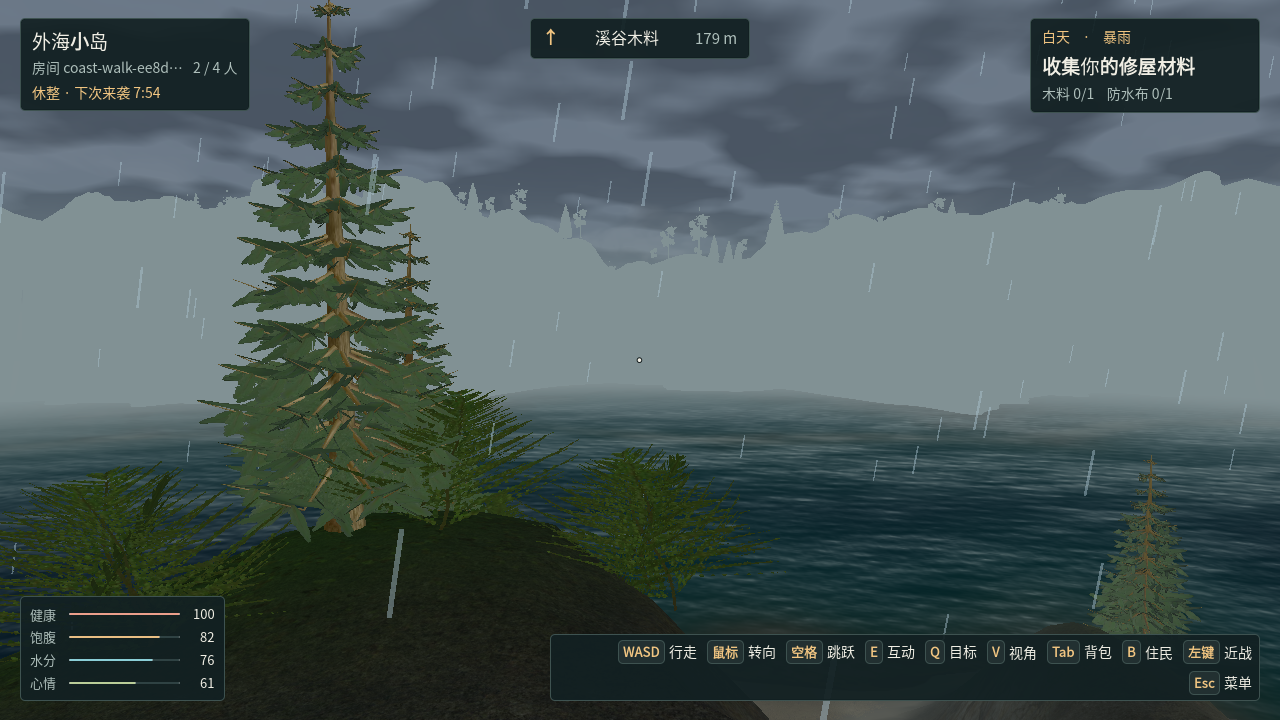 外海小岛
房间 coast-walk-ee8d… 2 / 4 人
休整 · 下次来袭 7:54
↑ 溪谷木料 179 m
白天 · 暴雨
收集你的修屋材料
木料 0/1 防水布 0/1
健康 100
饱腹 82
水分 76
心情 61
WASD 行走 鼠标 转向 空格 跳跃 E 互动 Q 目标 V 视角 Tab 背包 B 住民 左键 近战
Esc 菜单